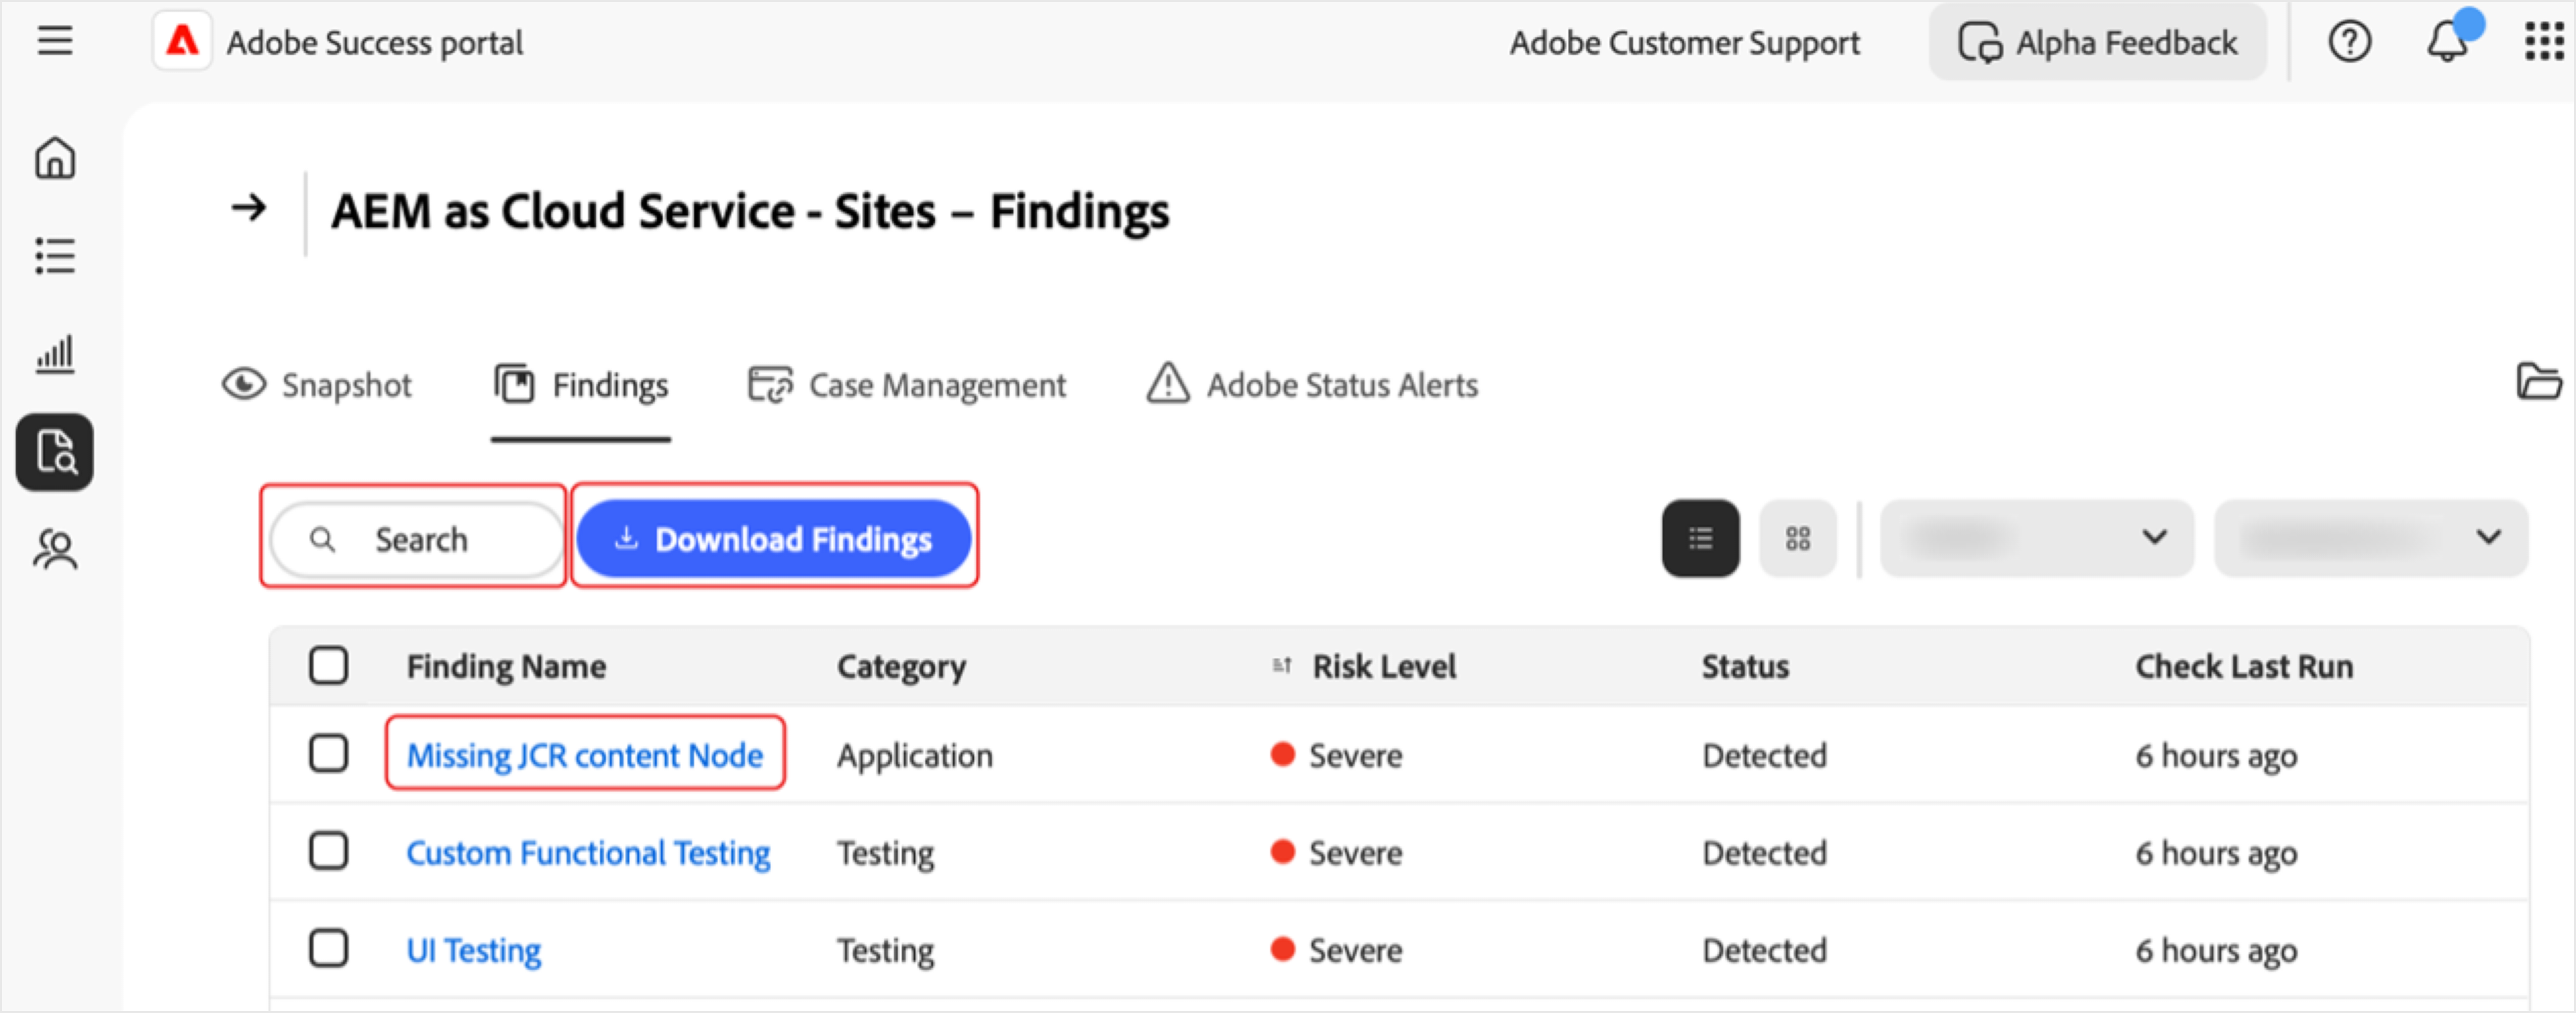 Adobe Success portal
Adobe Customer Support
Alpha Feedback
AEM as Cloud Service - Sites – Findings
Snapshot
Findings
Case Management
Adobe Status Alerts
Search
Download Findings
Finding Name Category Risk Level Status Check Last Run
Missing JCR content Node Application Severe Detected 6 hours ago
Custom Functional Testing Testing Severe Detected 6 hours ago
UI Testing Testing Severe Detected 6 hours ago